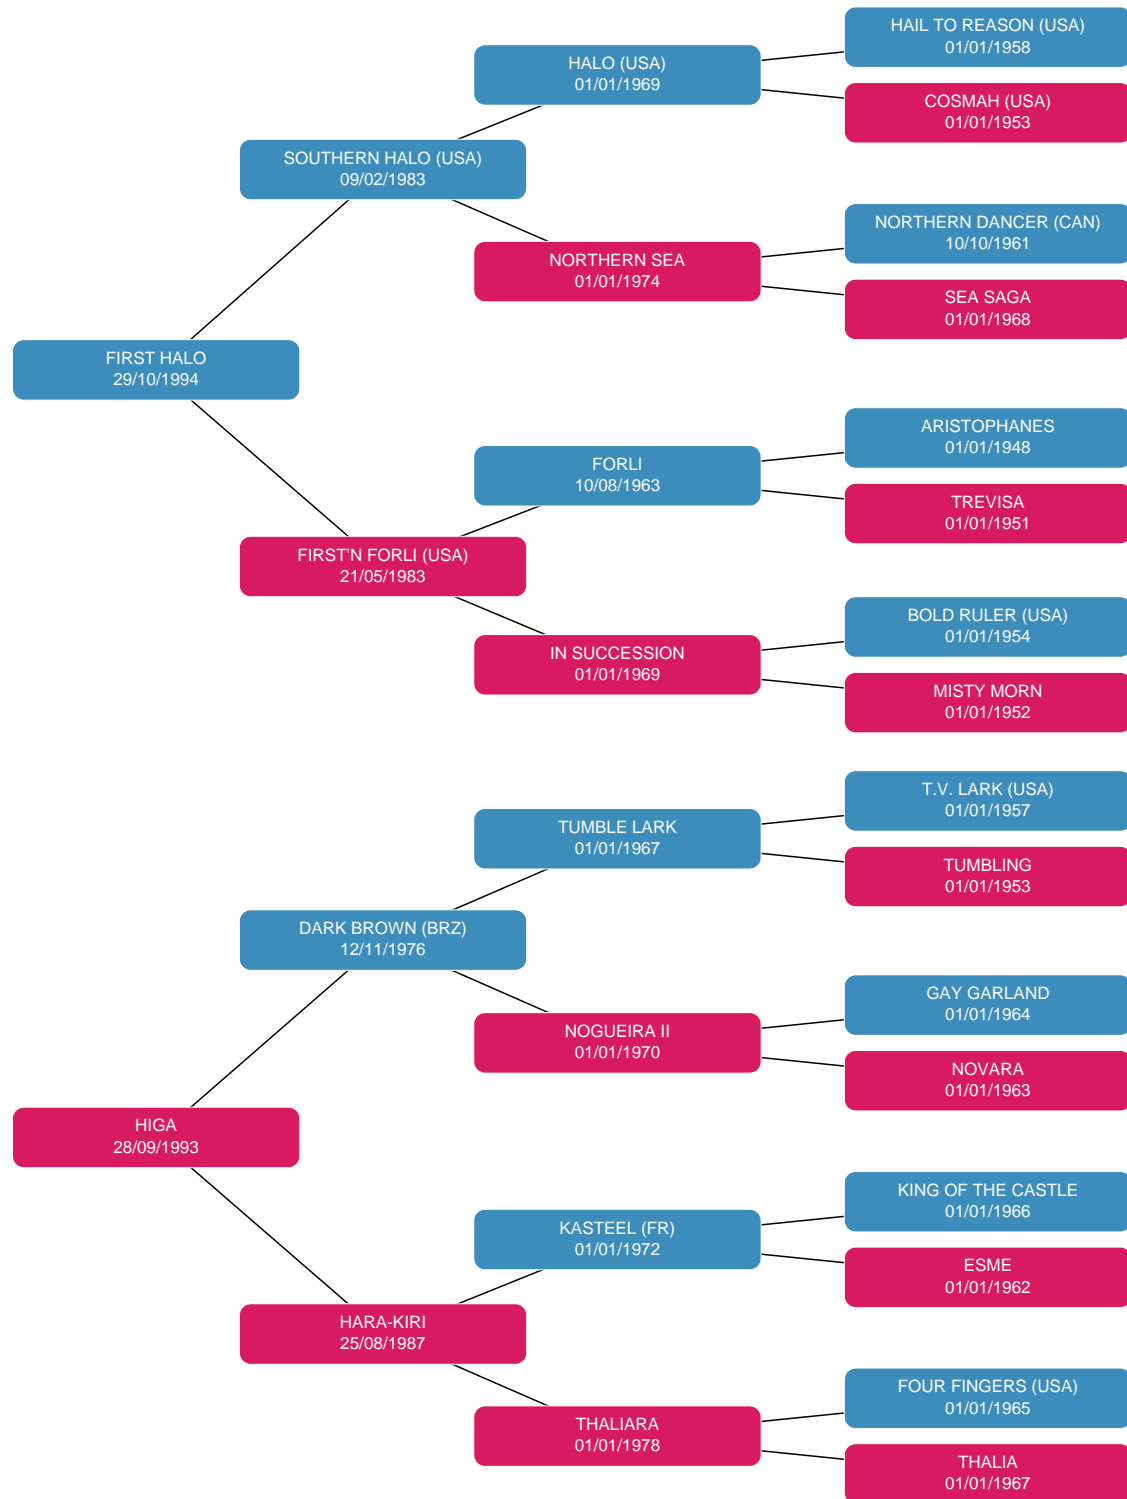 HAIL TO REASON (USA)
01/01/1958
HALO (USA)
01/01/1969
COSMAH (USA)
01/01/1953
SOUTHERN HALO (USA)
09/02/1983
NORTHERN DANCER (CAN)
10/10/1961
NORTHERN SEA
01/01/1974
SEA SAGA
01/01/1968
FIRST HALO
29/10/1994
ARISTOPHANES
01/01/1948
FORLI
10/08/1963
TREVISA
01/01/1951
FIRST'N FORLI (USA)
21/05/1983
BOLD RULER (USA)
01/01/1954
IN SUCCESSION
01/01/1969
MISTY MORN
01/01/1952
T.V. LARK (USA)
01/01/1957
TUMBLE LARK
01/01/1967
TUMBLING
01/01/1953
DARK BROWN (BRZ)
12/11/1976
GAY GARLAND
01/01/1964
NOGUEIRA II
01/01/1970
NOVARA
01/01/1963
HIGA
28/09/1993
KING OF THE CASTLE
01/01/1966
KASTEEL (FR)
01/01/1972
ESME
01/01/1962
HARA-KIRI
25/08/1987
FOUR FINGERS (USA)
01/01/1965
THALIARA
01/01/1978
THALIA
01/01/1967